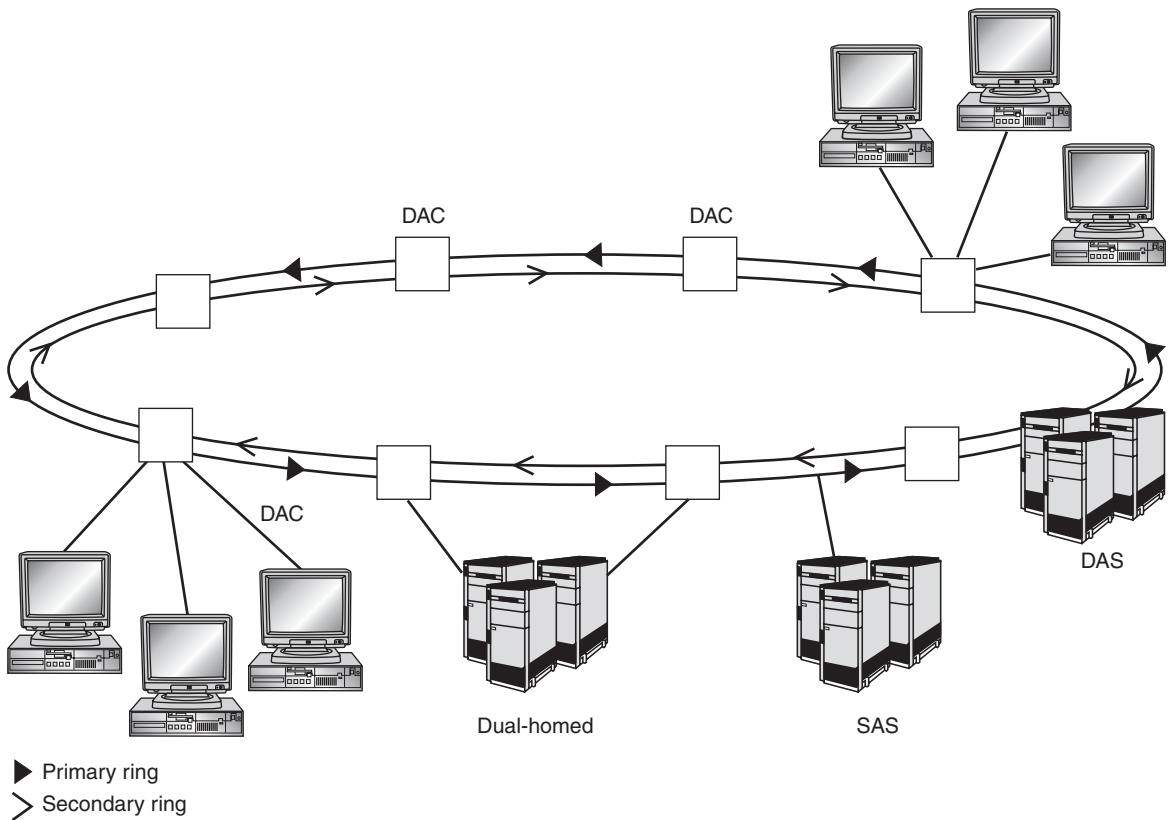 DAC
DAC
DAC
DAS
Dual-homed
SAS
Primary ring
Secondary ring